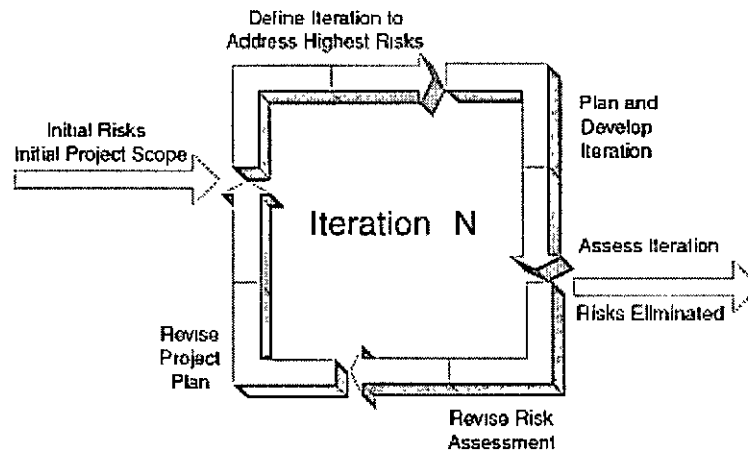 Define Iteration to
Address Highest Risks
Plan and
Develop
Iteration
Initial Risks
Initial Project Scope
Iteration N
Assess Iteration
Risks Eliminated
Revise
Project
Plan
Revise Risk
Assessment